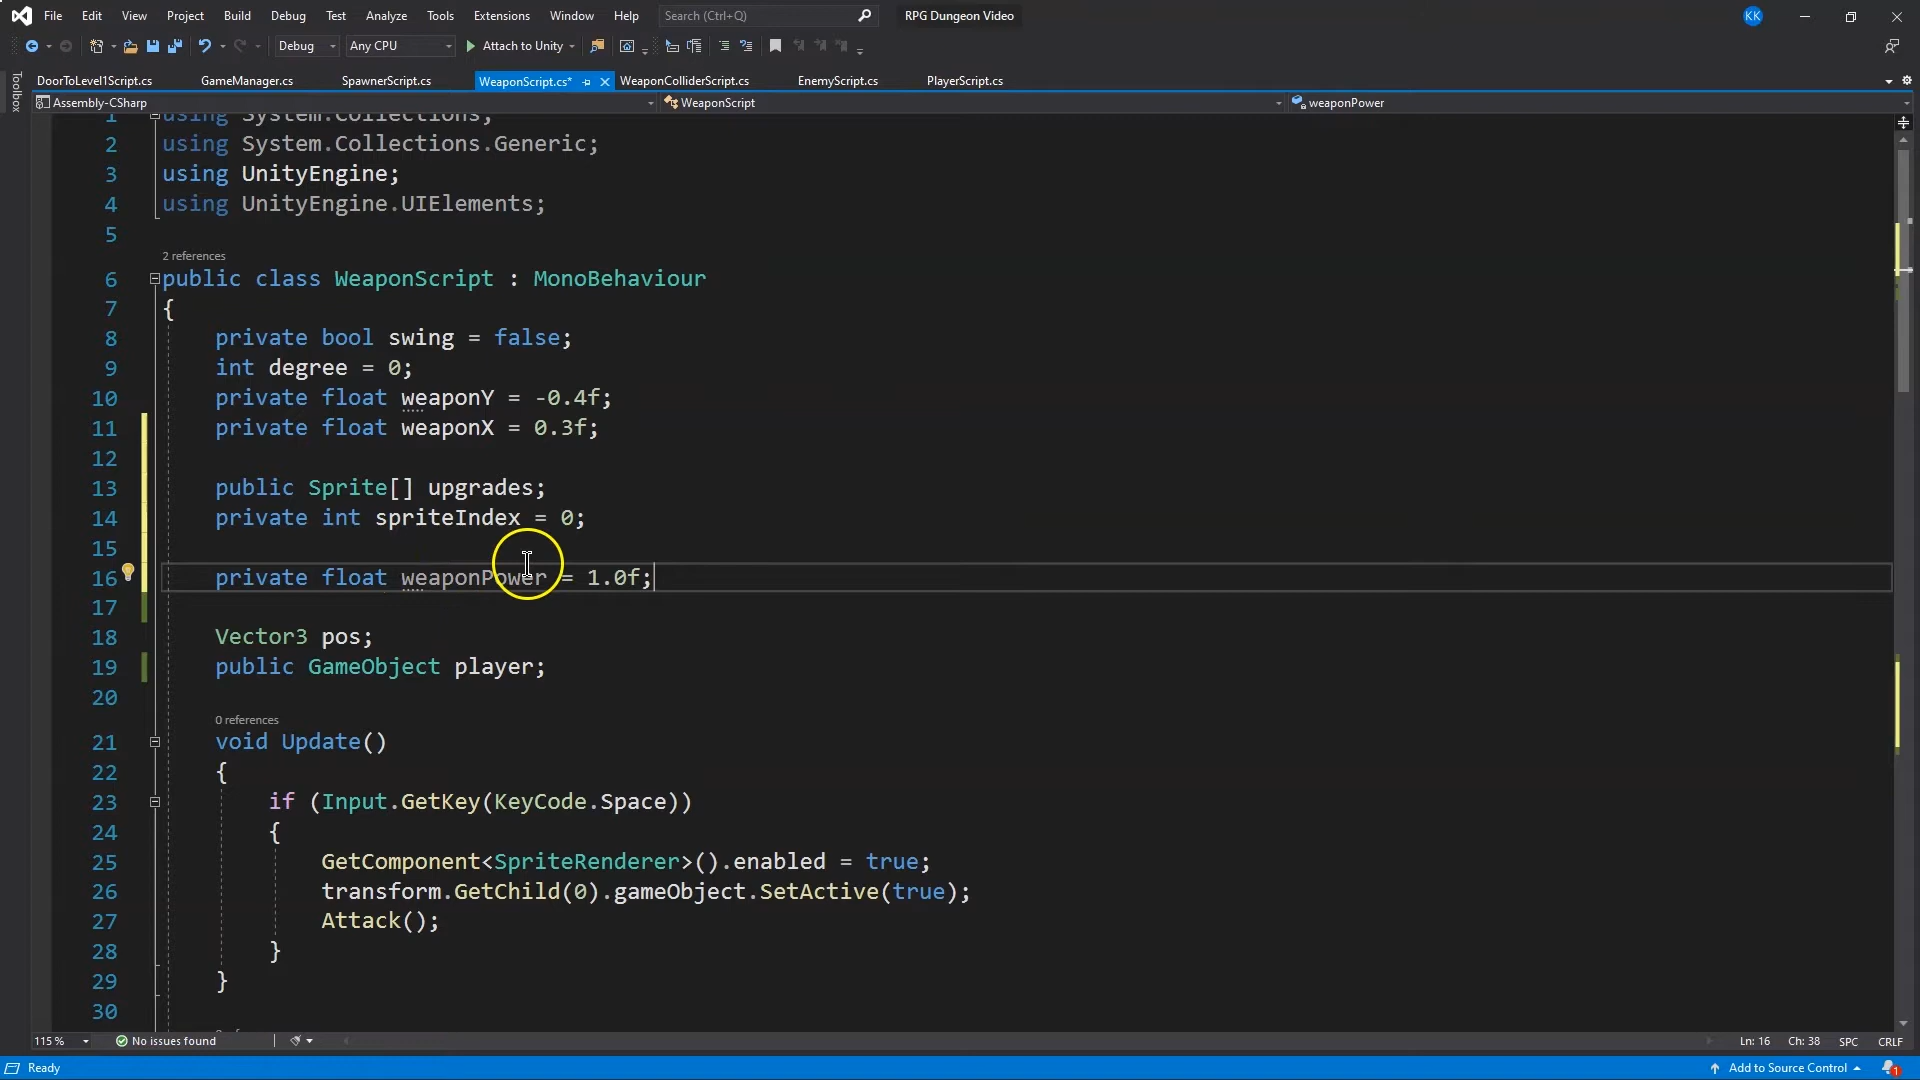 File Edit View Project Build Debug Test Analyze Tools Extensions Window Help Search (Ctrl+Q) RPG Dungeon Video KK
Debug Any CPU Attach to Unity
Toolbox
DoorToLevel1Script.cs GameManager.cs SpawnerScript.cs WeaponScript.cs* WeaponColliderScript.cs EnemyScript.cs PlayerScript.cs
Assembly-CSharp WeaponScript weaponPower
1 using System.Collections;
2 using System.Collections.Generic;
3 using UnityEngine;
4 using UnityEngine.UIElements;
5
2 references
6 public class WeaponScript : MonoBehaviour
7 {
8 private bool swing = false;
9 int degree = 0;
10 private float weaponY = -0.4f;
11 private float weaponX = 0.3f;
12
13 public Sprite[] upgrades;
14 private int spriteIndex = 0;
15
16 private float weaponPower = 1.0f;
17
18 Vector3 pos;
19 public GameObject player;
20
0 references
21 void Update()
22 {
23 if (Input.GetKey(KeyCode.Space))
24 {
25 GetComponent<SpriteRenderer>().enabled = true;
26 transform.GetChild(0).gameObject.SetActive(true);
27 Attack();
28 }
29 }
30
115 % No issues found Ln: 16 Ch: 38 SPC CRLF
Ready Add to Source Control 1